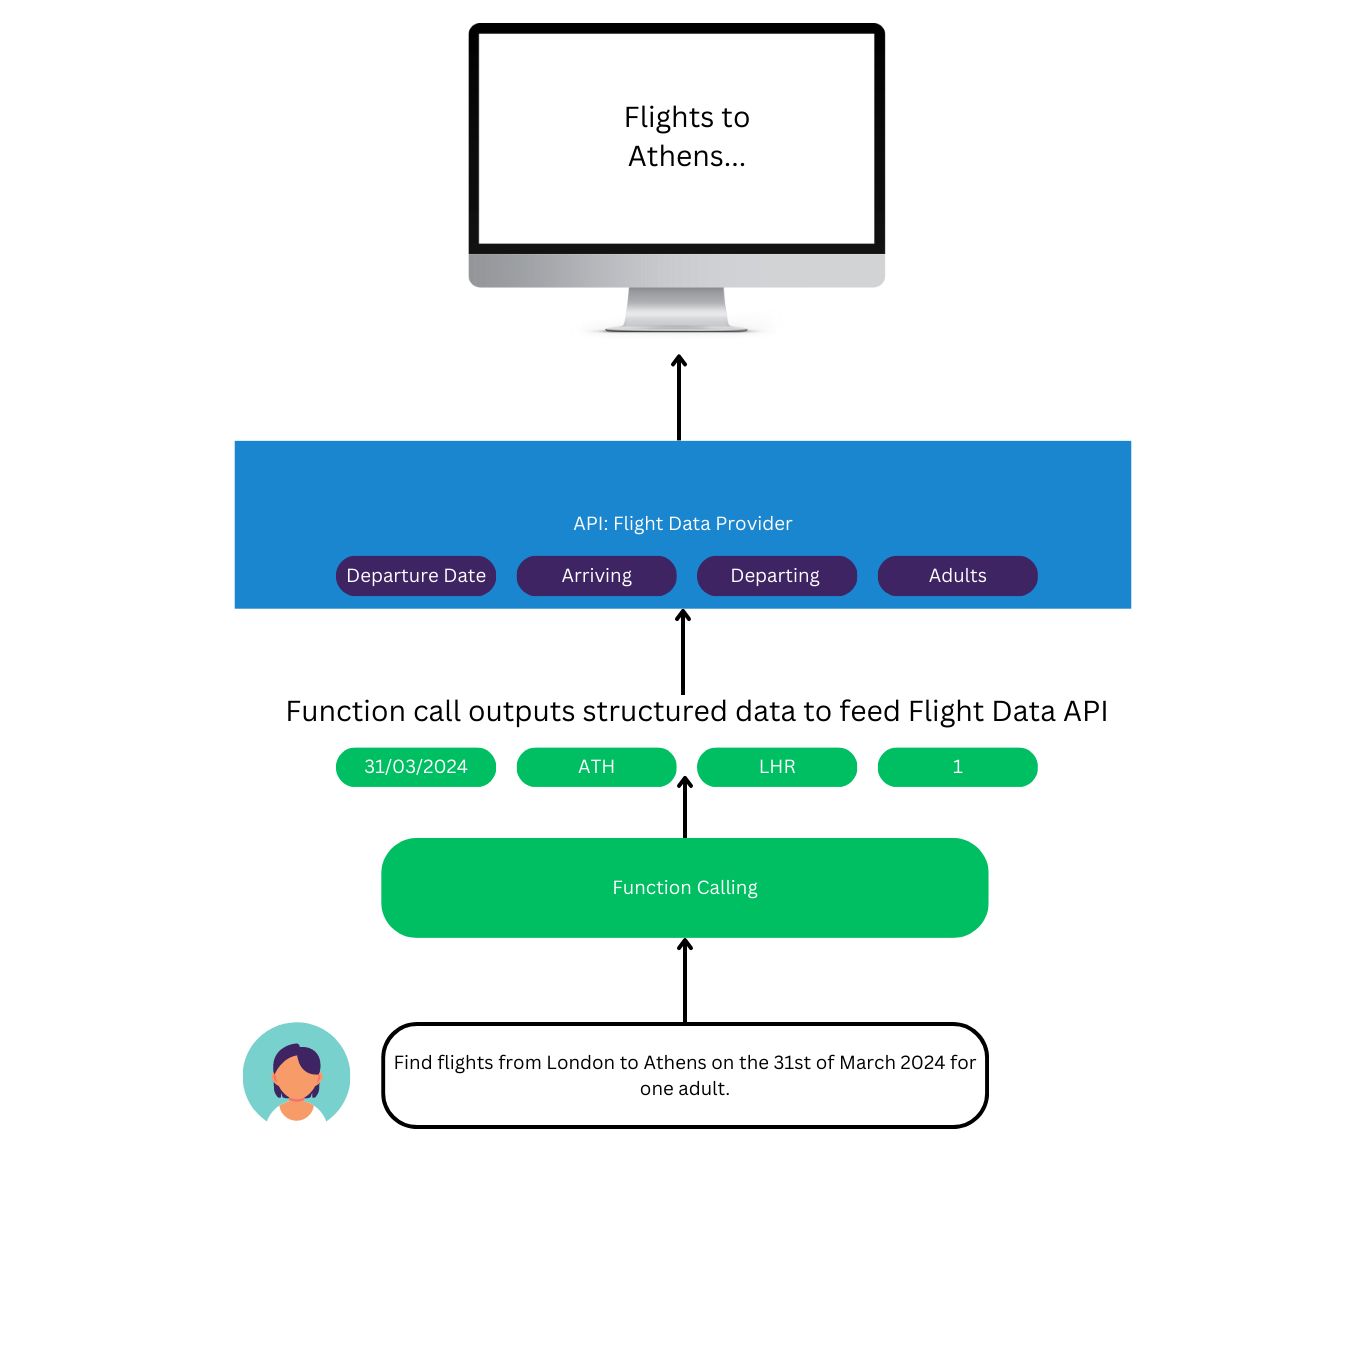 Flights to
Athens...
API: Flight Data Provider
Departure Date
Arriving
Departing
Adults
Function call outputs structured data to feed Flight Data API
31/03/2024
ATH
LHR
1
Function Calling
Find flights from London to Athens on the 31st of March 2024 for
one adult.